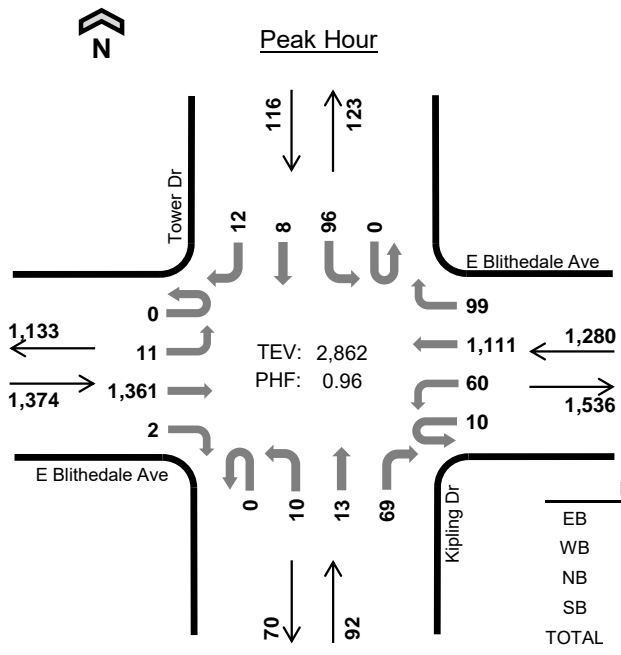 N
Peak Hour
116
123
Tower Dr
12
8
96
0
E Blithedale Ave
0
99
1,133
11
TEV: 2,862
1,111
1,280
1,374
1,361
PHF: 0.96
60
1,536
2
10
E Blithedale Ave
0
10
13
69
Kipling Dr
EB
WB
NB
SB
TOTAL
70
92